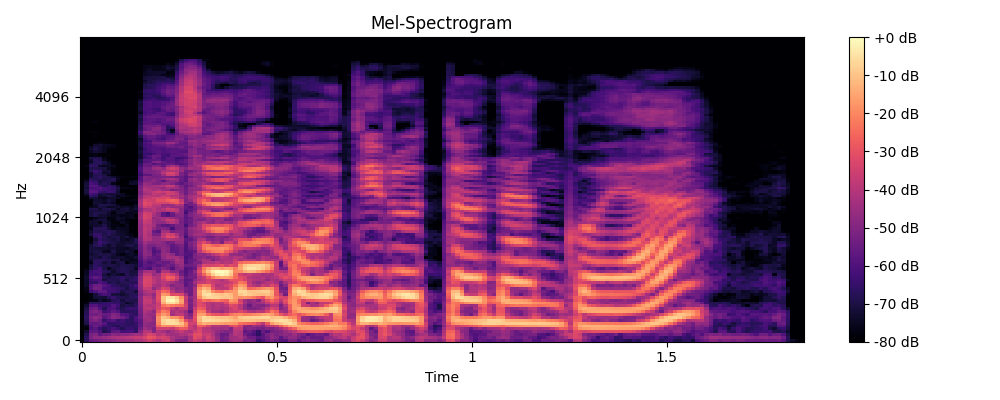 Mel-Spectrogram
Hz
4096
2048
1024
512
0
0
0.5
1
1.5
Time
+0 dB
-10 dB
-20 dB
-30 dB
-40 dB
-50 dB
-60 dB
-70 dB
-80 dB